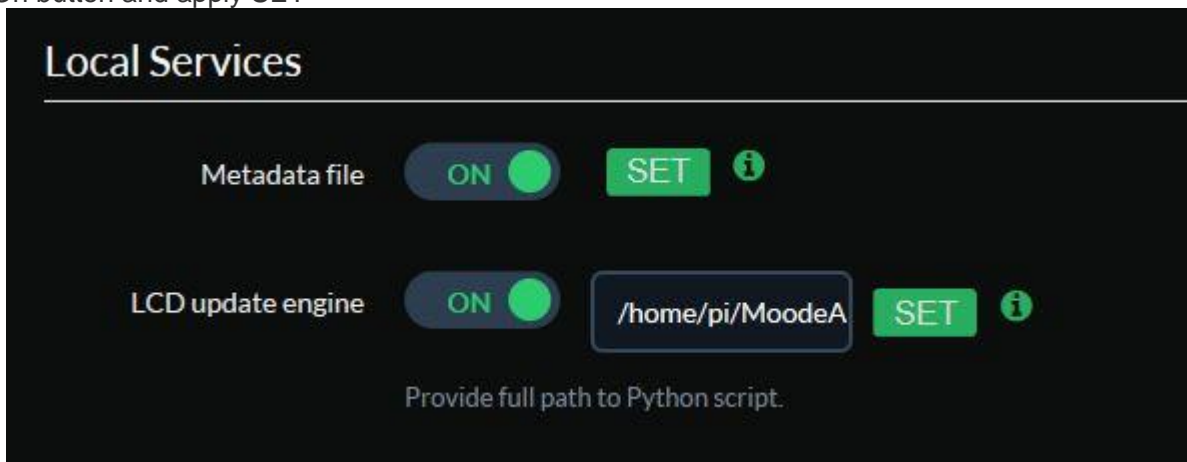 Local Services
Metadata file ON SET
LCD update engine ON /home/pi/MoodeA SET
Provide full path to Python script.